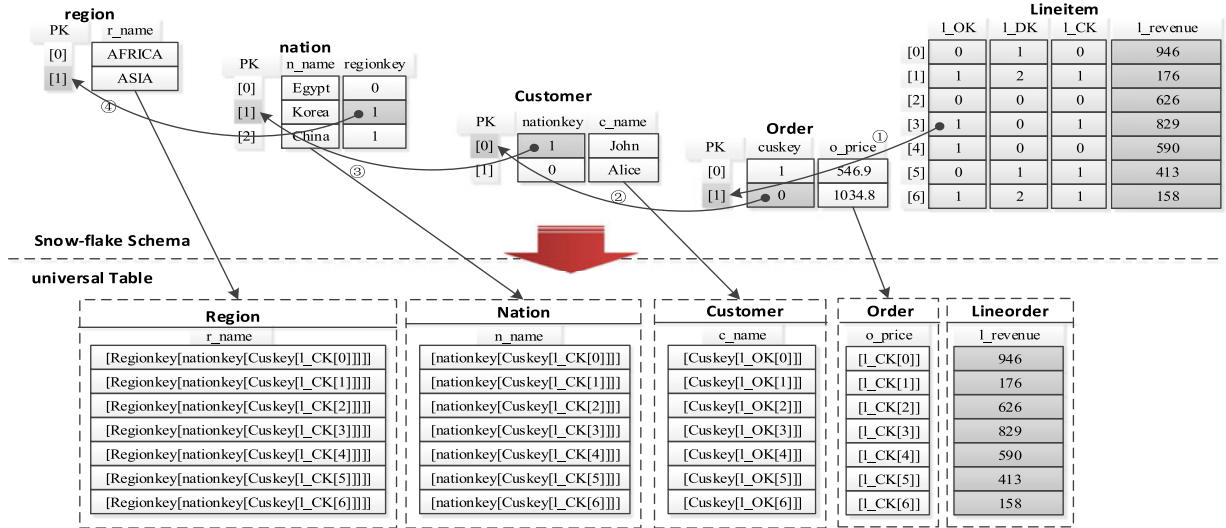 region
PK r_name
[0] AFRICA
[1] ASIA
④
nation
PK n_name regionkey
[0] Egypt 0
[1] Korea 1
[2] China 1
③
Customer
PK nationkey c_name
[0] 1 John
[1] 0 Alice
②
Order
PK cuskey o_price
[0] 1 546.9
[1] 0 1034.8
①
Lineitem
l_OK l_DK l_CK l_revenue
[0] 0 1 0 946
[1] 1 2 1 176
[2] 0 0 0 626
[3] 1 0 1 829
[4] 1 0 0 590
[5] 0 1 1 413
[6] 1 2 1 158
Snow-flake Schema
universal Table
Region
r_name
[Regionkey[nationkey[Cuskey[l_CK[0]]]]]
[Regionkey[nationkey[Cuskey[l_CK[1]]]]]
[Regionkey[nationkey[Cuskey[l_CK[2]]]]]
[Regionkey[nationkey[Cuskey[l_CK[3]]]]]
[Regionkey[nationkey[Cuskey[l_CK[4]]]]]
[Regionkey[nationkey[Cuskey[l_CK[5]]]]]
[Regionkey[nationkey[Cuskey[l_CK[6]]]]]
Nation
n_name
[nationkey[Cuskey[l_CK[0]]]]
[nationkey[Cuskey[l_CK[1]]]]
[nationkey[Cuskey[l_CK[2]]]]
[nationkey[Cuskey[l_CK[3]]]]
[nationkey[Cuskey[l_CK[4]]]]
[nationkey[Cuskey[l_CK[5]]]]
[nationkey[Cuskey[l_CK[6]]]]
Customer
c_name
[Cuskey[l_OK[0]]]
[Cuskey[l_OK[1]]]
[Cuskey[l_OK[2]]]
[Cuskey[l_OK[3]]]
[Cuskey[l_OK[4]]]
[Cuskey[l_OK[5]]]
[Cuskey[l_OK[6]]]
Order
o_price
[l_CK[0]]
[l_CK[1]]
[l_CK[2]]
[l_CK[3]]
[l_CK[4]]
[l_CK[5]]
[l_CK[6]]
Lineorder
l_revenue
946
176
626
829
590
413
158